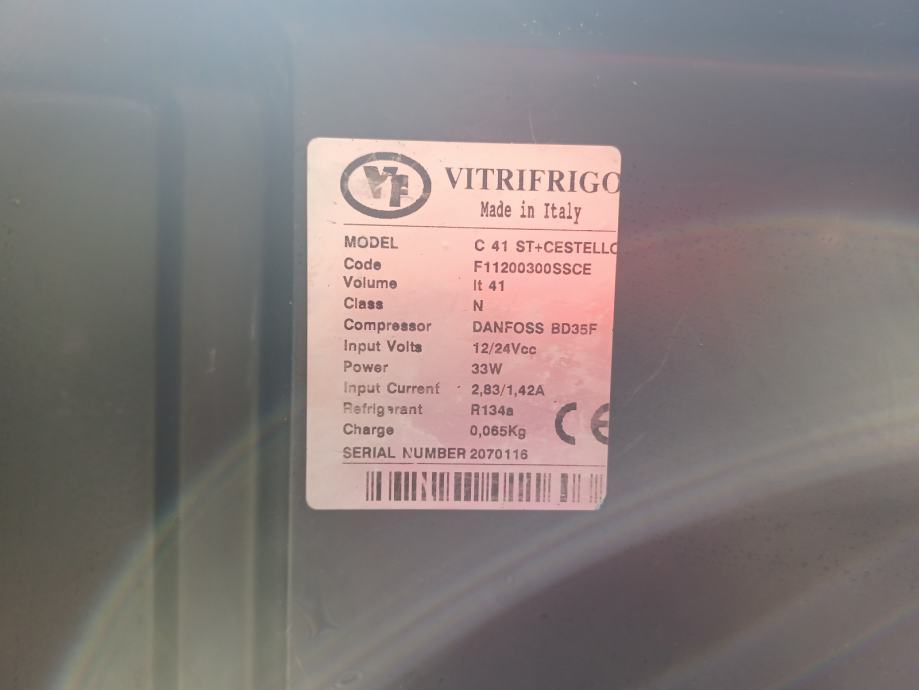 VF VITRIFRIGO
Made in Italy
MODEL C 41 ST+CESTELLO
Code F11200300SSCE
Volume lt 41
Class N
Compressor DANFOSS BD35F
Input Volts 12/24Vcc
Power 33W
Input Current 2,83/1,42A
Refrigerant R134a
Charge 0,065Kg CE
SERIAL NUMBER 2070116